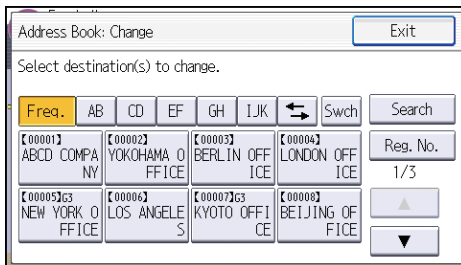 Address Book: Change
Exit
Select destination(s) to change.
Freq.
AB
CD
EF
GH
IJK
Swch
Search
【00001】
ABCD COMPA
NY
【00002】
YOKOHAMA O
FFICE
【00003】
BERLIN OFF
ICE
【00004】
LONDON OFF
ICE
Reg. No.
1/3
【00005】G3
NEW YORK O
FFICE
【00006】
LOS ANGELE
S
【00007】G3
KYOTO OFFI
CE
【00008】
BEIJING OF
FICE